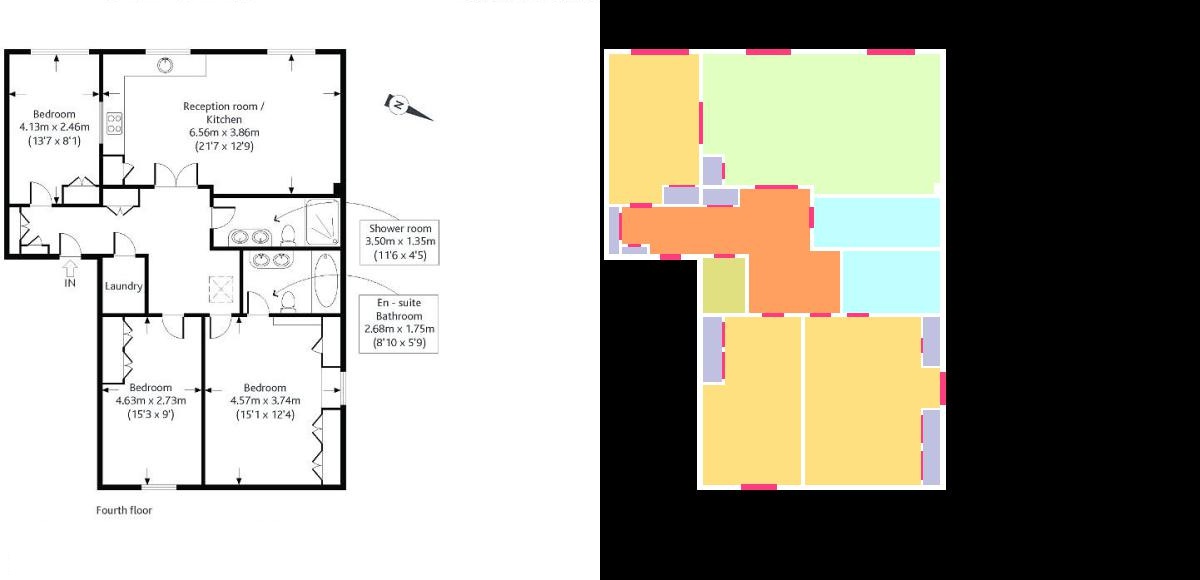 N
Bedroom
4.13m x 2.46m
(13'7 x 8'1)
Reception room /
Kitchen
6.56m x 3.86m
(21'7 x 12'9)
Shower room
3.50m x 1.35m
(11'6 x 4'5)
IN
Laundry
En - suite
Bathroom
2.68m x 1.75m
(8'10 x 5'9)
Bedroom
4.63m x 2.73m
(15'3 x 9')
Bedroom
4.57m x 3.74m
(15'1 x 12'4)
Fourth floor